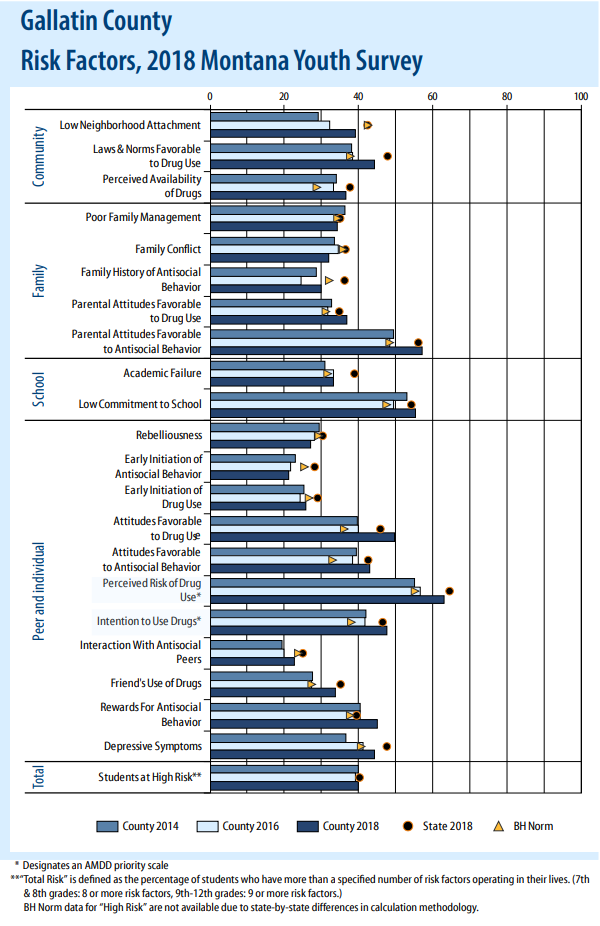 Gallatin County
Risk Factors, 2018 Montana Youth Survey
0 20 40 60 80 100
Community
Low Neighborhood Attachment
Laws & Norms Favorable
to Drug Use
Perceived Availability
of Drugs
Family
Poor Family Management
Family Conflict
Family History of Antisocial
Behavior
Parental Attitudes Favorable
to Drug Use
Parental Attitudes Favorable
to Antisocial Behavior
School
Academic Failure
Low Commitment to School
Peer and individual
Rebelliousness
Early Initiation of
Antisocial Behavior
Early Initiation of
Drug Use
Attitudes Favorable
to Drug Use
Attitudes Favorable
to Antisocial Behavior
Perceived Risk of Drug
Use*
Intention to Use Drugs*
Interaction With Antisocial
Peers
Friend's Use of Drugs
Rewards For Antisocial
Behavior
Depressive Symptoms
Total
Students at High Risk**
County 2014 County 2016 County 2018 State 2018 BH Norm
* Designates an AMDD priority scale
**“Total Risk” is defined as the percentage of students who have more than a specified number of risk factors operating in their lives. (7th
& 8th grades: 8 or more risk factors, 9th-12th grades: 9 or more risk factors.)
BH Norm data for “High Risk” are not available due to state-by-state differences in calculation methodology.